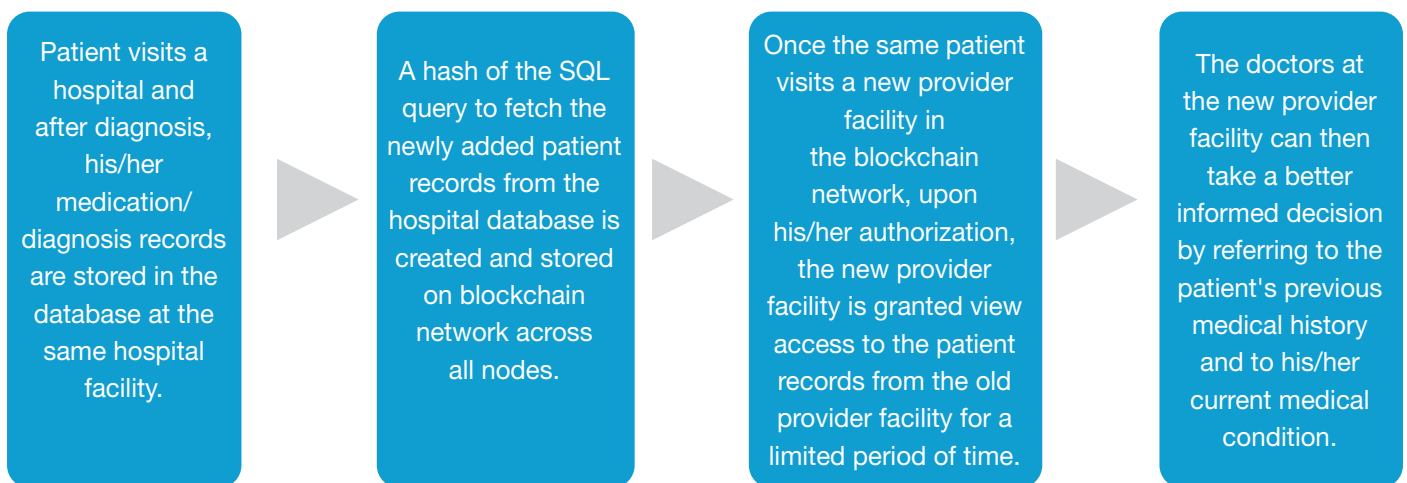 Patient visits a
hospital and
after diagnosis,
his/her
medication/
diagnosis records
are stored in the
database at the
same hospital
facility.
A hash of the SQL
query to fetch the
newly added patient
records from the
hospital database is
created and stored
on blockchain
network across
all nodes.
Once the same patient
visits a new provider
facility in
the blockchain
network, upon
his/her authorization,
the new provider
facility is granted view
access to the patient
records from the old
provider facility for a
limited period of time.
The doctors at
the new provider
facility can then
take a better
informed decision
by referring to the
patient's previous
medical history
and to his/her
current medical
condition.